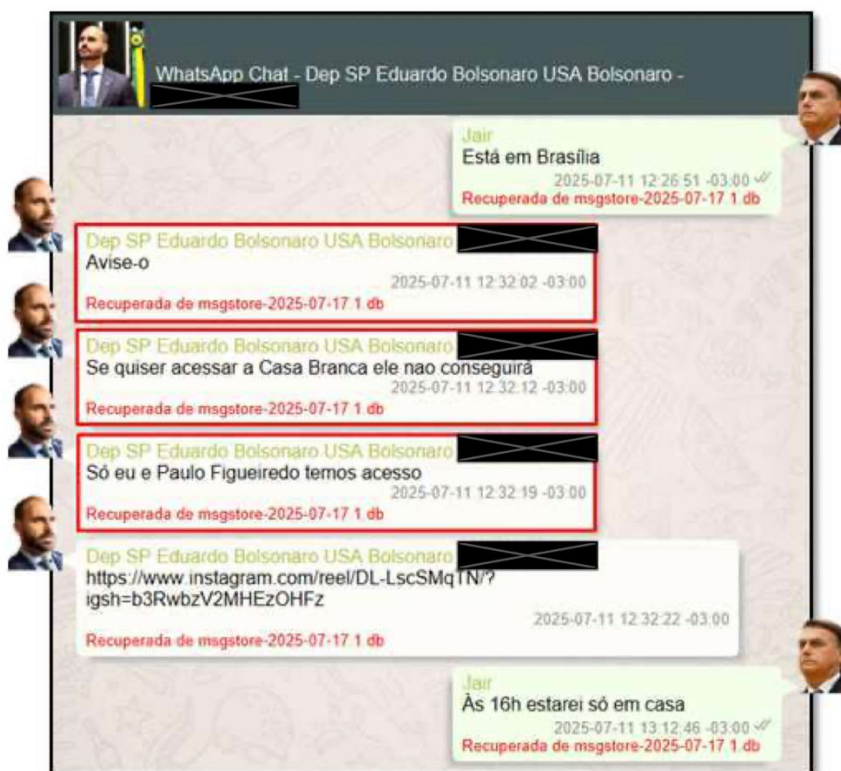 WhatsApp Chat - Dep SP Eduardo Bolsonaro USA Bolsonaro -
Jair
Está em Brasília
2025-07-11 12:26:51 -03:00
Recuperada de msgstore-2025-07-17 1 db
Dep SP Eduardo Bolsonaro USA Bolsonaro
Avise-o
2025-07-11 12:32:02 -03:00
Recuperada de msgstore-2025-07-17 1 db
Dep SP Eduardo Bolsonaro USA Bolsonaro
Se quiser acessar a Casa Branca ele nao conseguirá
2025-07-11 12:32:12 -03:00
Recuperada de msgstore-2025-07-17 1 db
Dep SP Eduardo Bolsonaro USA Bolsonaro
Só eu e Paulo Figueiredo temos acesso
2025-07-11 12:32:19 -03:00
Recuperada de msgstore-2025-07-17 1 db
Dep SP Eduardo Bolsonaro USA Bolsonaro
https://www.instagram.com/reel/DL-LscSMqTN/?
igsh=b3RwbzV2MHEzOHFz
2025-07-11 12:32:22 -03:00
Recuperada de msgstore-2025-07-17 1 db
Jair
Às 16h estarei só em casa
2025-07-11 13:12:46 -03:00
Recuperada de msgstore-2025-07-17 1.db